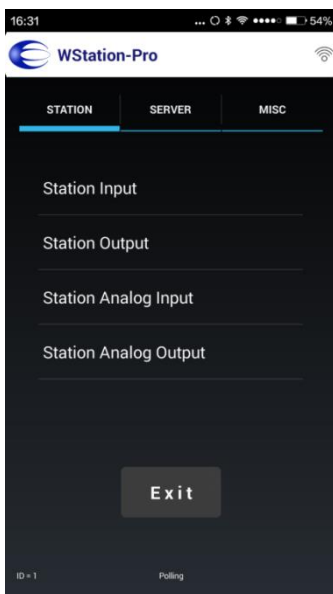 16:31 ... 54%
WStation-Pro
STATION SERVER MISC
Station Input
Station Output
Station Analog Input
Station Analog Output
Exit
ID = 1 Polling